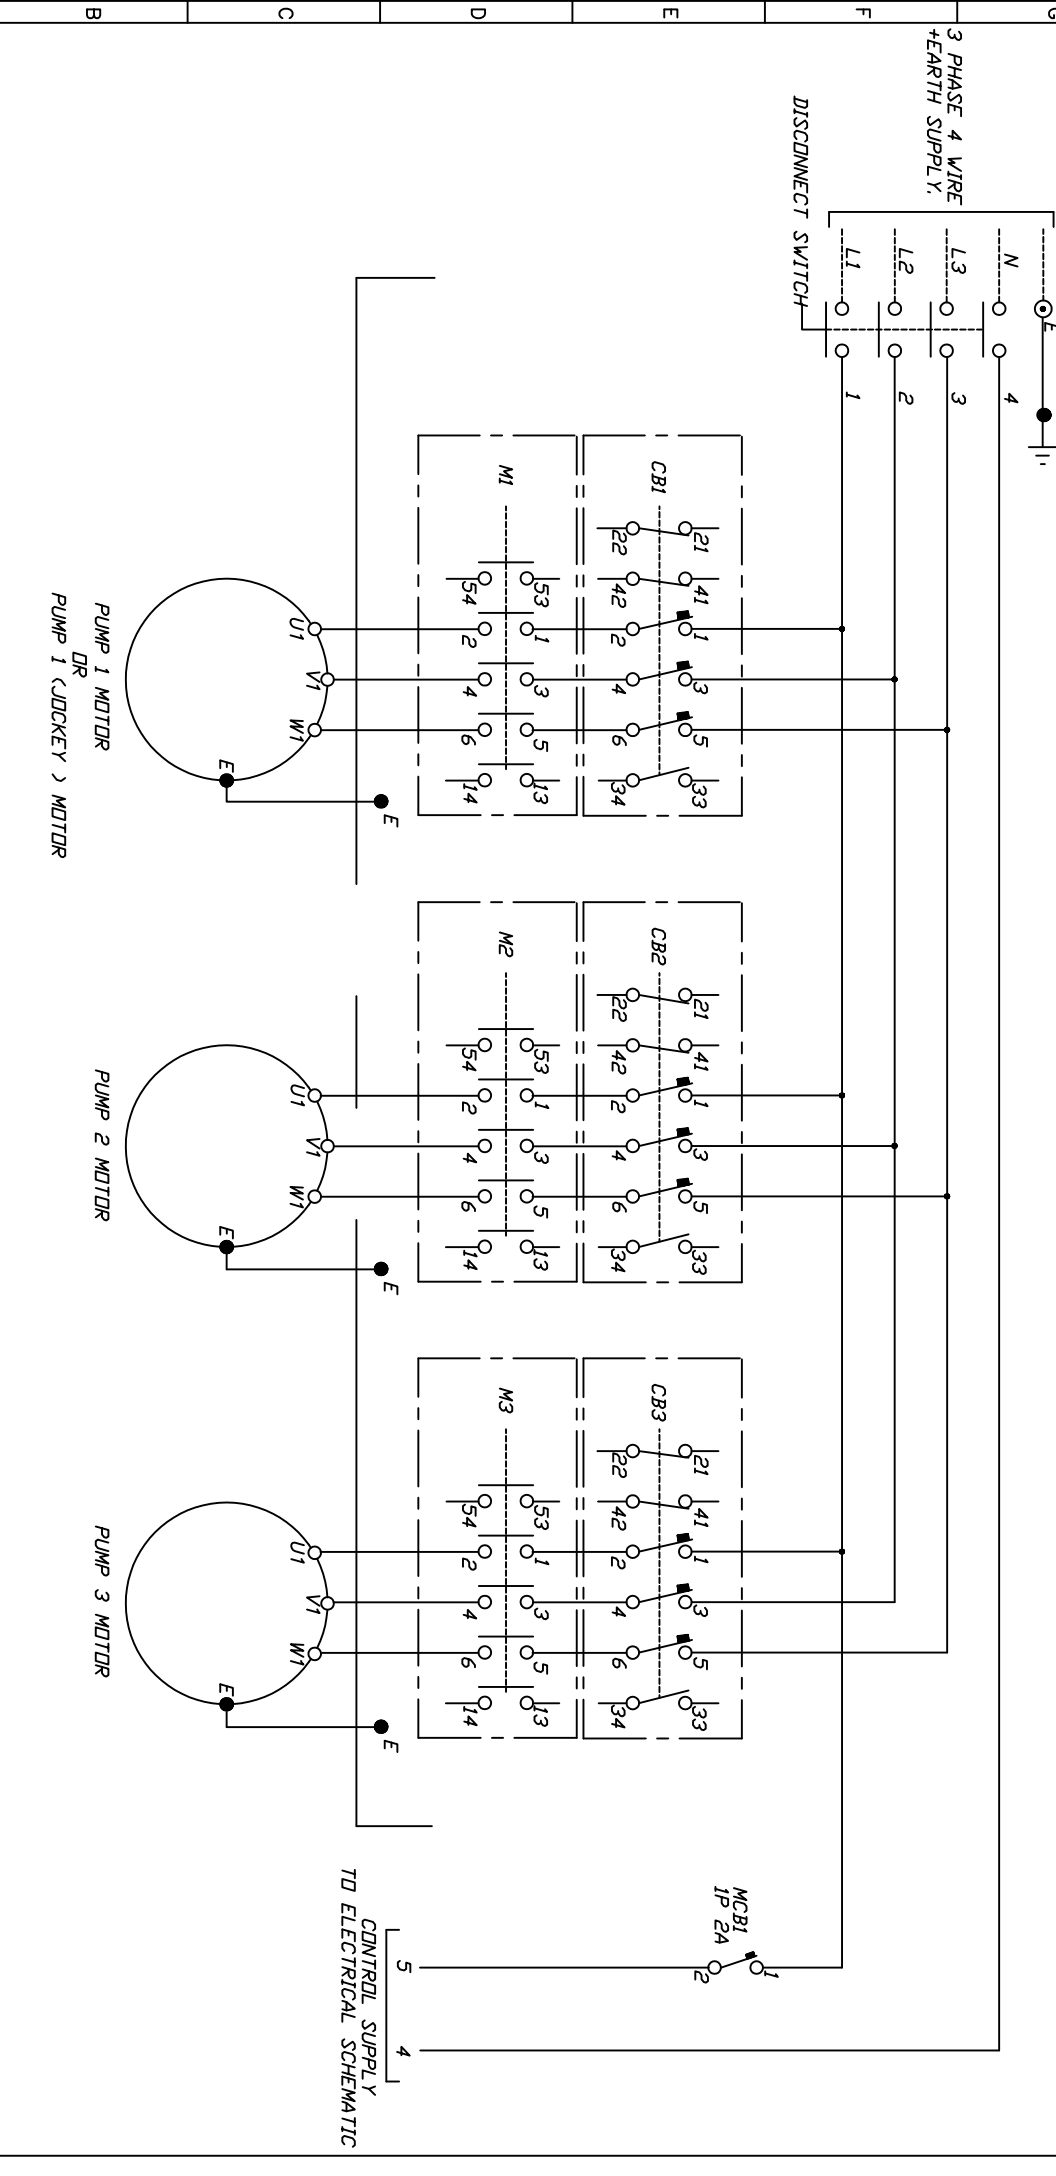 G
F
E
D
C
B
3 PHASE 4 WIRE
+EARTH SUPPLY.
DISCONNECT SWITCH
E
N
L3
L2
L1
4
3
2
1
CB1
21 41 1 3 5 33
22 42 2 4 6 34
M1
53 1 3 5 13
54 2 4 6 14
U1 V1 W1
E
E
PUMP 1 MOTOR
OR
PUMP 1 (JOCKEY ) MOTOR
CB2
21 41 1 3 5 33
22 42 2 4 6 34
M2
53 1 3 5 13
54 2 4 6 14
U1 V1 W1
E
E
PUMP 2 MOTOR
CB3
21 41 1 3 5 33
22 42 2 4 6 34
M3
53 1 3 5 13
54 2 4 6 14
U1 V1 W1
E
E
PUMP 3 MOTOR
MCB1
1P 2A
1
2
5 4
CONTROL SUPPLY
TO ELECTRICAL SCHEMATIC